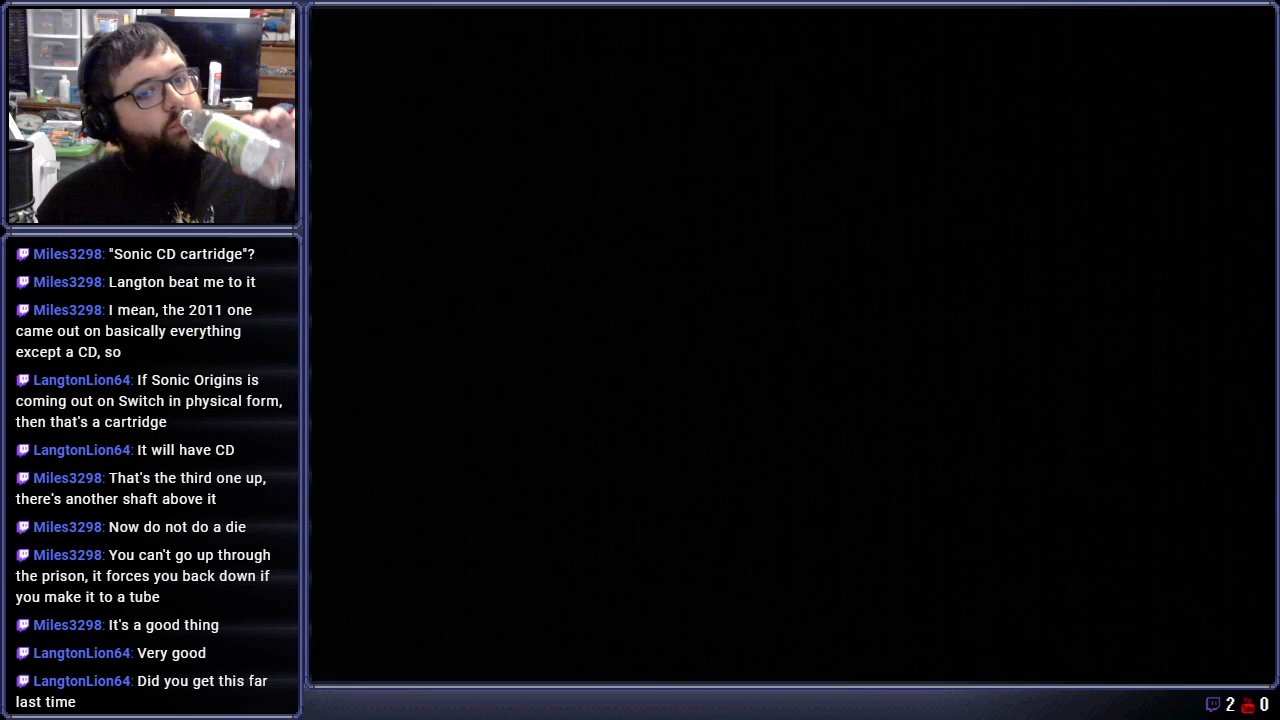 Miles3298: "Sonic CD cartridge"?
Miles3298: Langton beat me to it
Miles3298: I mean, the 2011 one
came out on basically everything
except a CD, so
LangtonLion64: If Sonic Origins is
coming out on Switch in physical form,
then that's a cartridge
LangtonLion64: It will have CD
Miles3298: That's the third one up,
there's another shaft above it
Miles3298: Now do not do a die
Miles3298: You can't go up through
the prison, it forces you back down if
you make it to a tube
Miles3298: It's a good thing
LangtonLion64: Very good
LangtonLion64: Did you get this far
last time
2 0